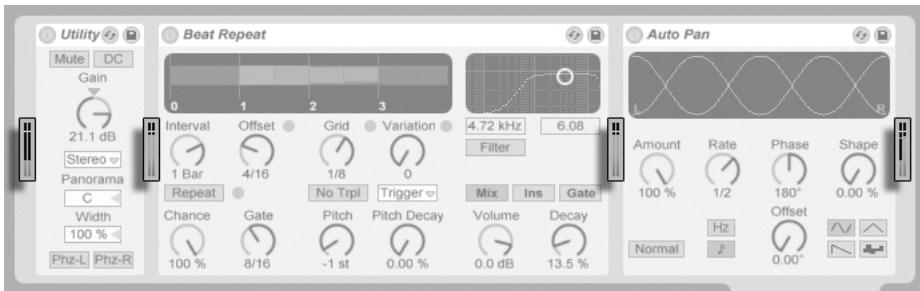 Utility
Mute DC
Gain
21.1 dB
Stereo
Panorama
C
Width
100 %
Phz-L Phz-R
Beat Repeat
0 1 2 3
4.72 kHz 6.08
Filter
Interval Offset Grid Variation
1 Bar 4/16 1/8 0
Repeat No Trpl Trigger
Mix Ins Gate
Chance Gate Pitch Pitch Decay Volume Decay
100 % 8/16 -1 st 0.00 % 0.0 dB 13.5 %
Auto Pan
L R
Amount Rate Phase Shape
100 % 1/2 180° 0.00 %
Offset
Hz
Normal
0.00°